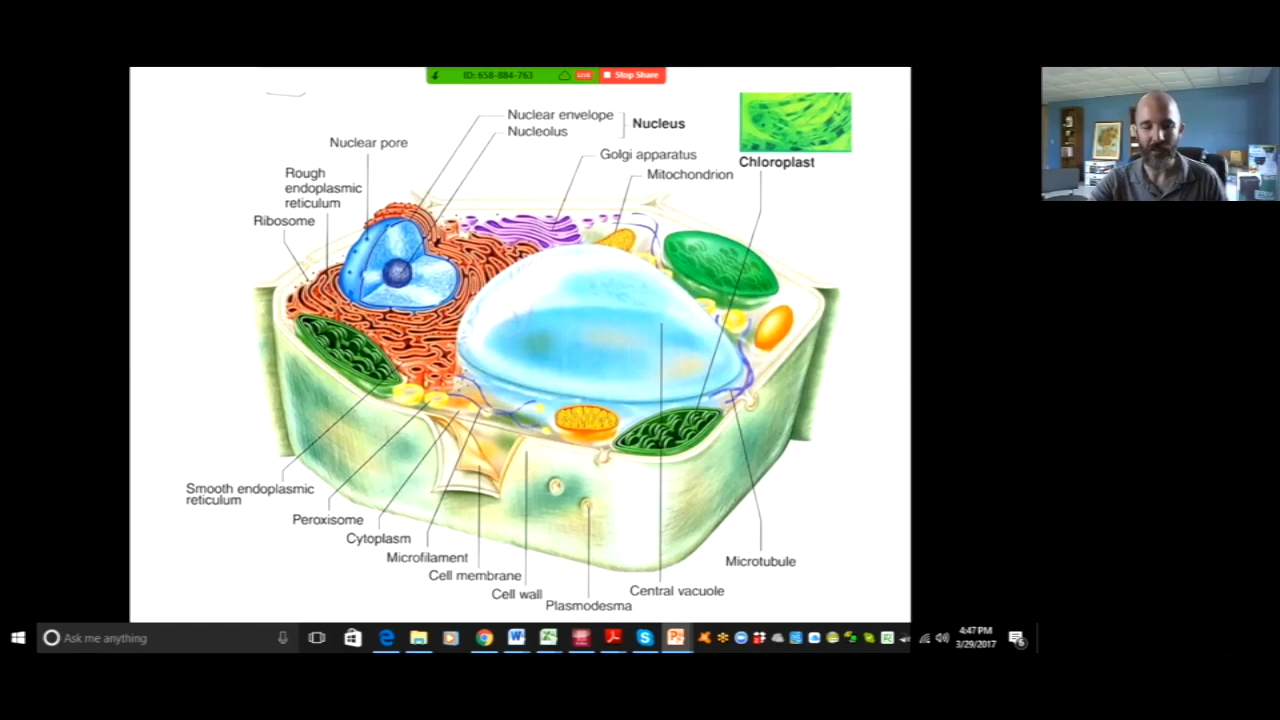 ID: 658-884-763
LIVE
Stop Share
Nuclear envelope
Nucleolus
Nucleus
Nuclear pore
Golgi apparatus
Chloroplast
Mitochondrion
Rough
endoplasmic
reticulum
Ribosome
Smooth endoplasmic
reticulum
Peroxisome
Cytoplasm
Microfilament
Cell membrane
Cell wall
Plasmodesma
Central vacuole
Microtubule
Ask me anything
4:47 PM
3/29/2017